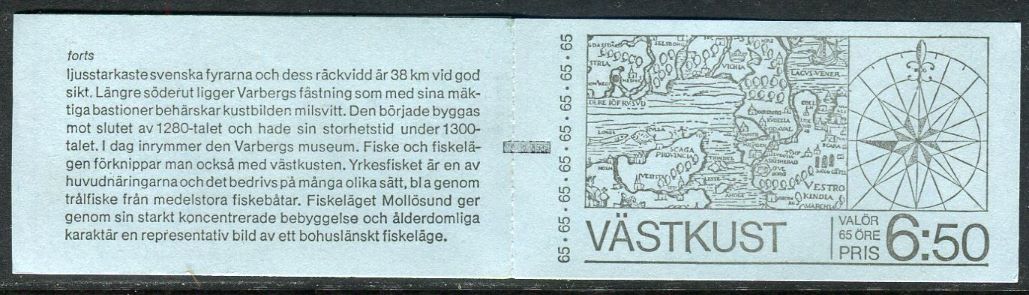 forts
ljusstarkaste svenska fyrarna och dess räckvidd är 38 km vid god
sikt. Längre söderut ligger Varbergs fästning som med sina mäk-
tiga bastioner behärskar kustbilden milsvitt. Den började byggas
mot slutet av 1280-talet och hade sin storhetstid under 1300-
talet. I dag inrymmer den Varbergs museum. Fiske och fiskelä-
gen förknippar man också med västkusten. Yrkesfisket är en av
huvudnäringarna och det bedrivs på många olika sätt, bl a genom
trålfiske från medelstora fiskebåtar. Fiskeläget Mollösund ger
genom sin starkt koncentrerade bebyggelse och ålderdomliga
karaktär en representativ bild av ett bohuslänskt fiskeläge.
65 · 65 · 65 · 65 · 65 · 65 · 65 · 65 · 65 · 65
LACUS VENER
SCAGA
PROVINCIA
VESTRO
VÄSTKUST
VALÖR
65 ÖRE
PRIS
6:50